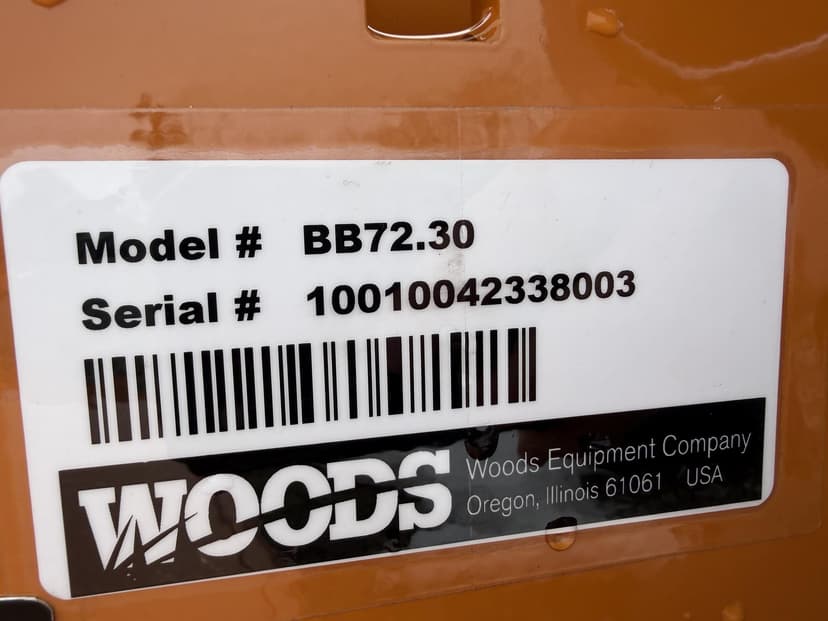 Model # BB72.30
Serial # 10010042338003
WOODS
Woods Equipment Company
Oregon, Illinois 61061 USA